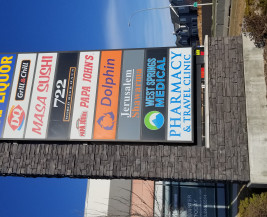 LIQUOR
DQ
Grill & Chill
MASA SUSHI
722
PAPA JOHN'S
Dolphin
Jerusalem
WEST SPRINGS
MEDICAL
PHARMACY
& TRAVEL CLINIC